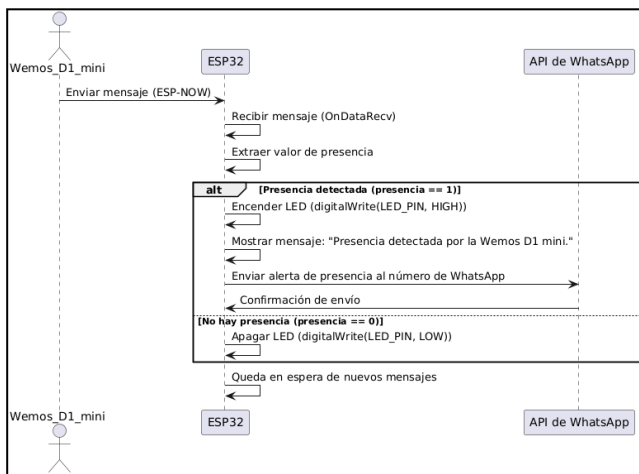 Wemos_D1_mini
ESP32
API de WhatsApp
Enviar mensaje (ESP-NOW)
Recibir mensaje (OnDataRecv)
Extraer valor de presencia
alt
[Presencia detectada (presencia == 1)]
Encender LED (digitalWrite(LED_PIN, HIGH))
Mostrar mensaje: "Presencia detectada por la Wemos D1 mini."
Enviar alerta de presencia al número de WhatsApp
Confirmación de envío
[No hay presencia (presencia == 0)]
Apagar LED (digitalWrite(LED_PIN, LOW))
Queda en espera de nuevos mensajes
Wemos_D1_mini
ESP32
API de WhatsApp